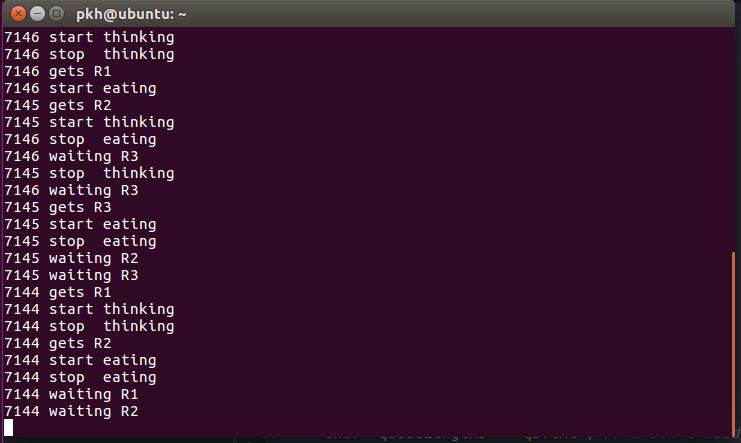 pkh@ubuntu: ~
7146 start thinking
7146 stop  thinking
7146 gets R1
7146 start eating
7145 gets R2
7145 start thinking
7146 stop  eating
7146 waiting R3
7145 stop  thinking
7146 waiting R3
7145 gets R3
7145 start eating
7145 stop  eating
7145 waiting R2
7145 waiting R3
7144 gets R1
7144 start thinking
7144 stop  thinking
7144 gets R2
7144 start eating
7144 stop  eating
7144 waiting R1
7144 waiting R2